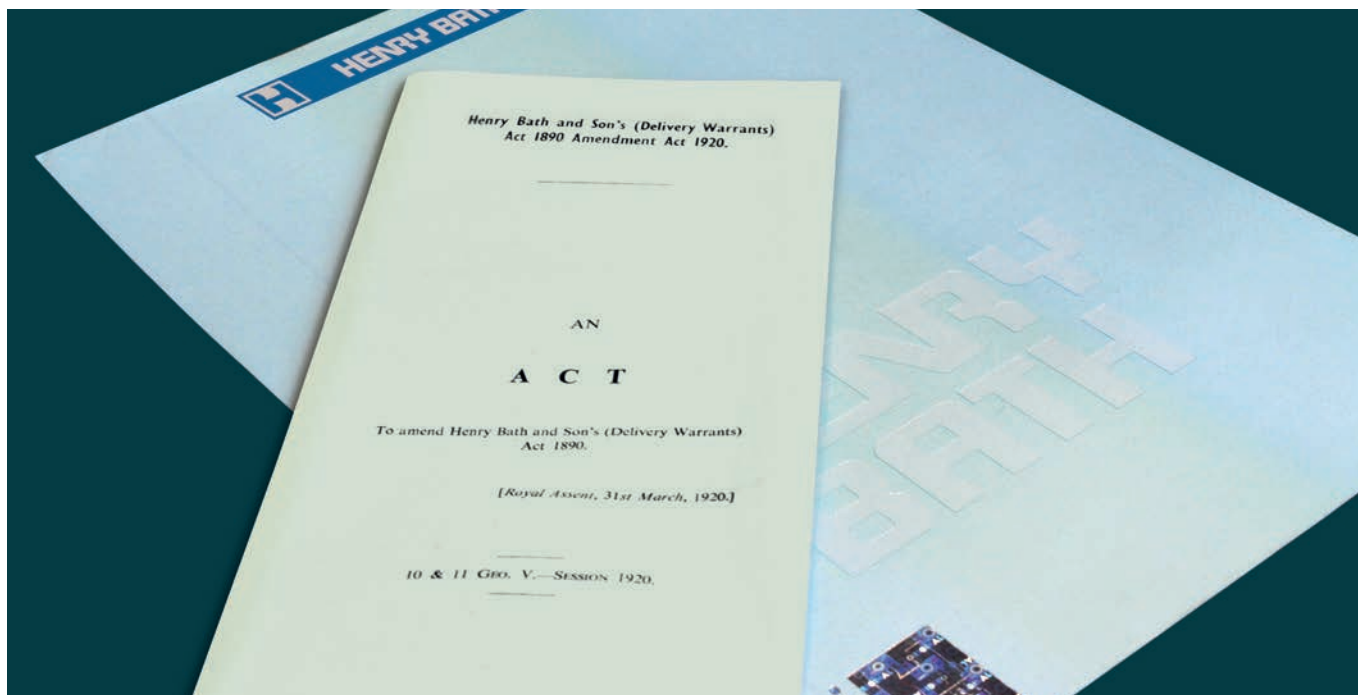 HENRY BATH
Henry Bath and Son's (Delivery Warrants)
Act 1890 Amendment Act 1920.
AN
ACT
To amend Henry Bath and Son's (Delivery Warrants)
Act 1890.
[Royal Assent, 31st March, 1920.]
10 & 11 GEO. V.—SESSION 1920.
HENRY
BATH